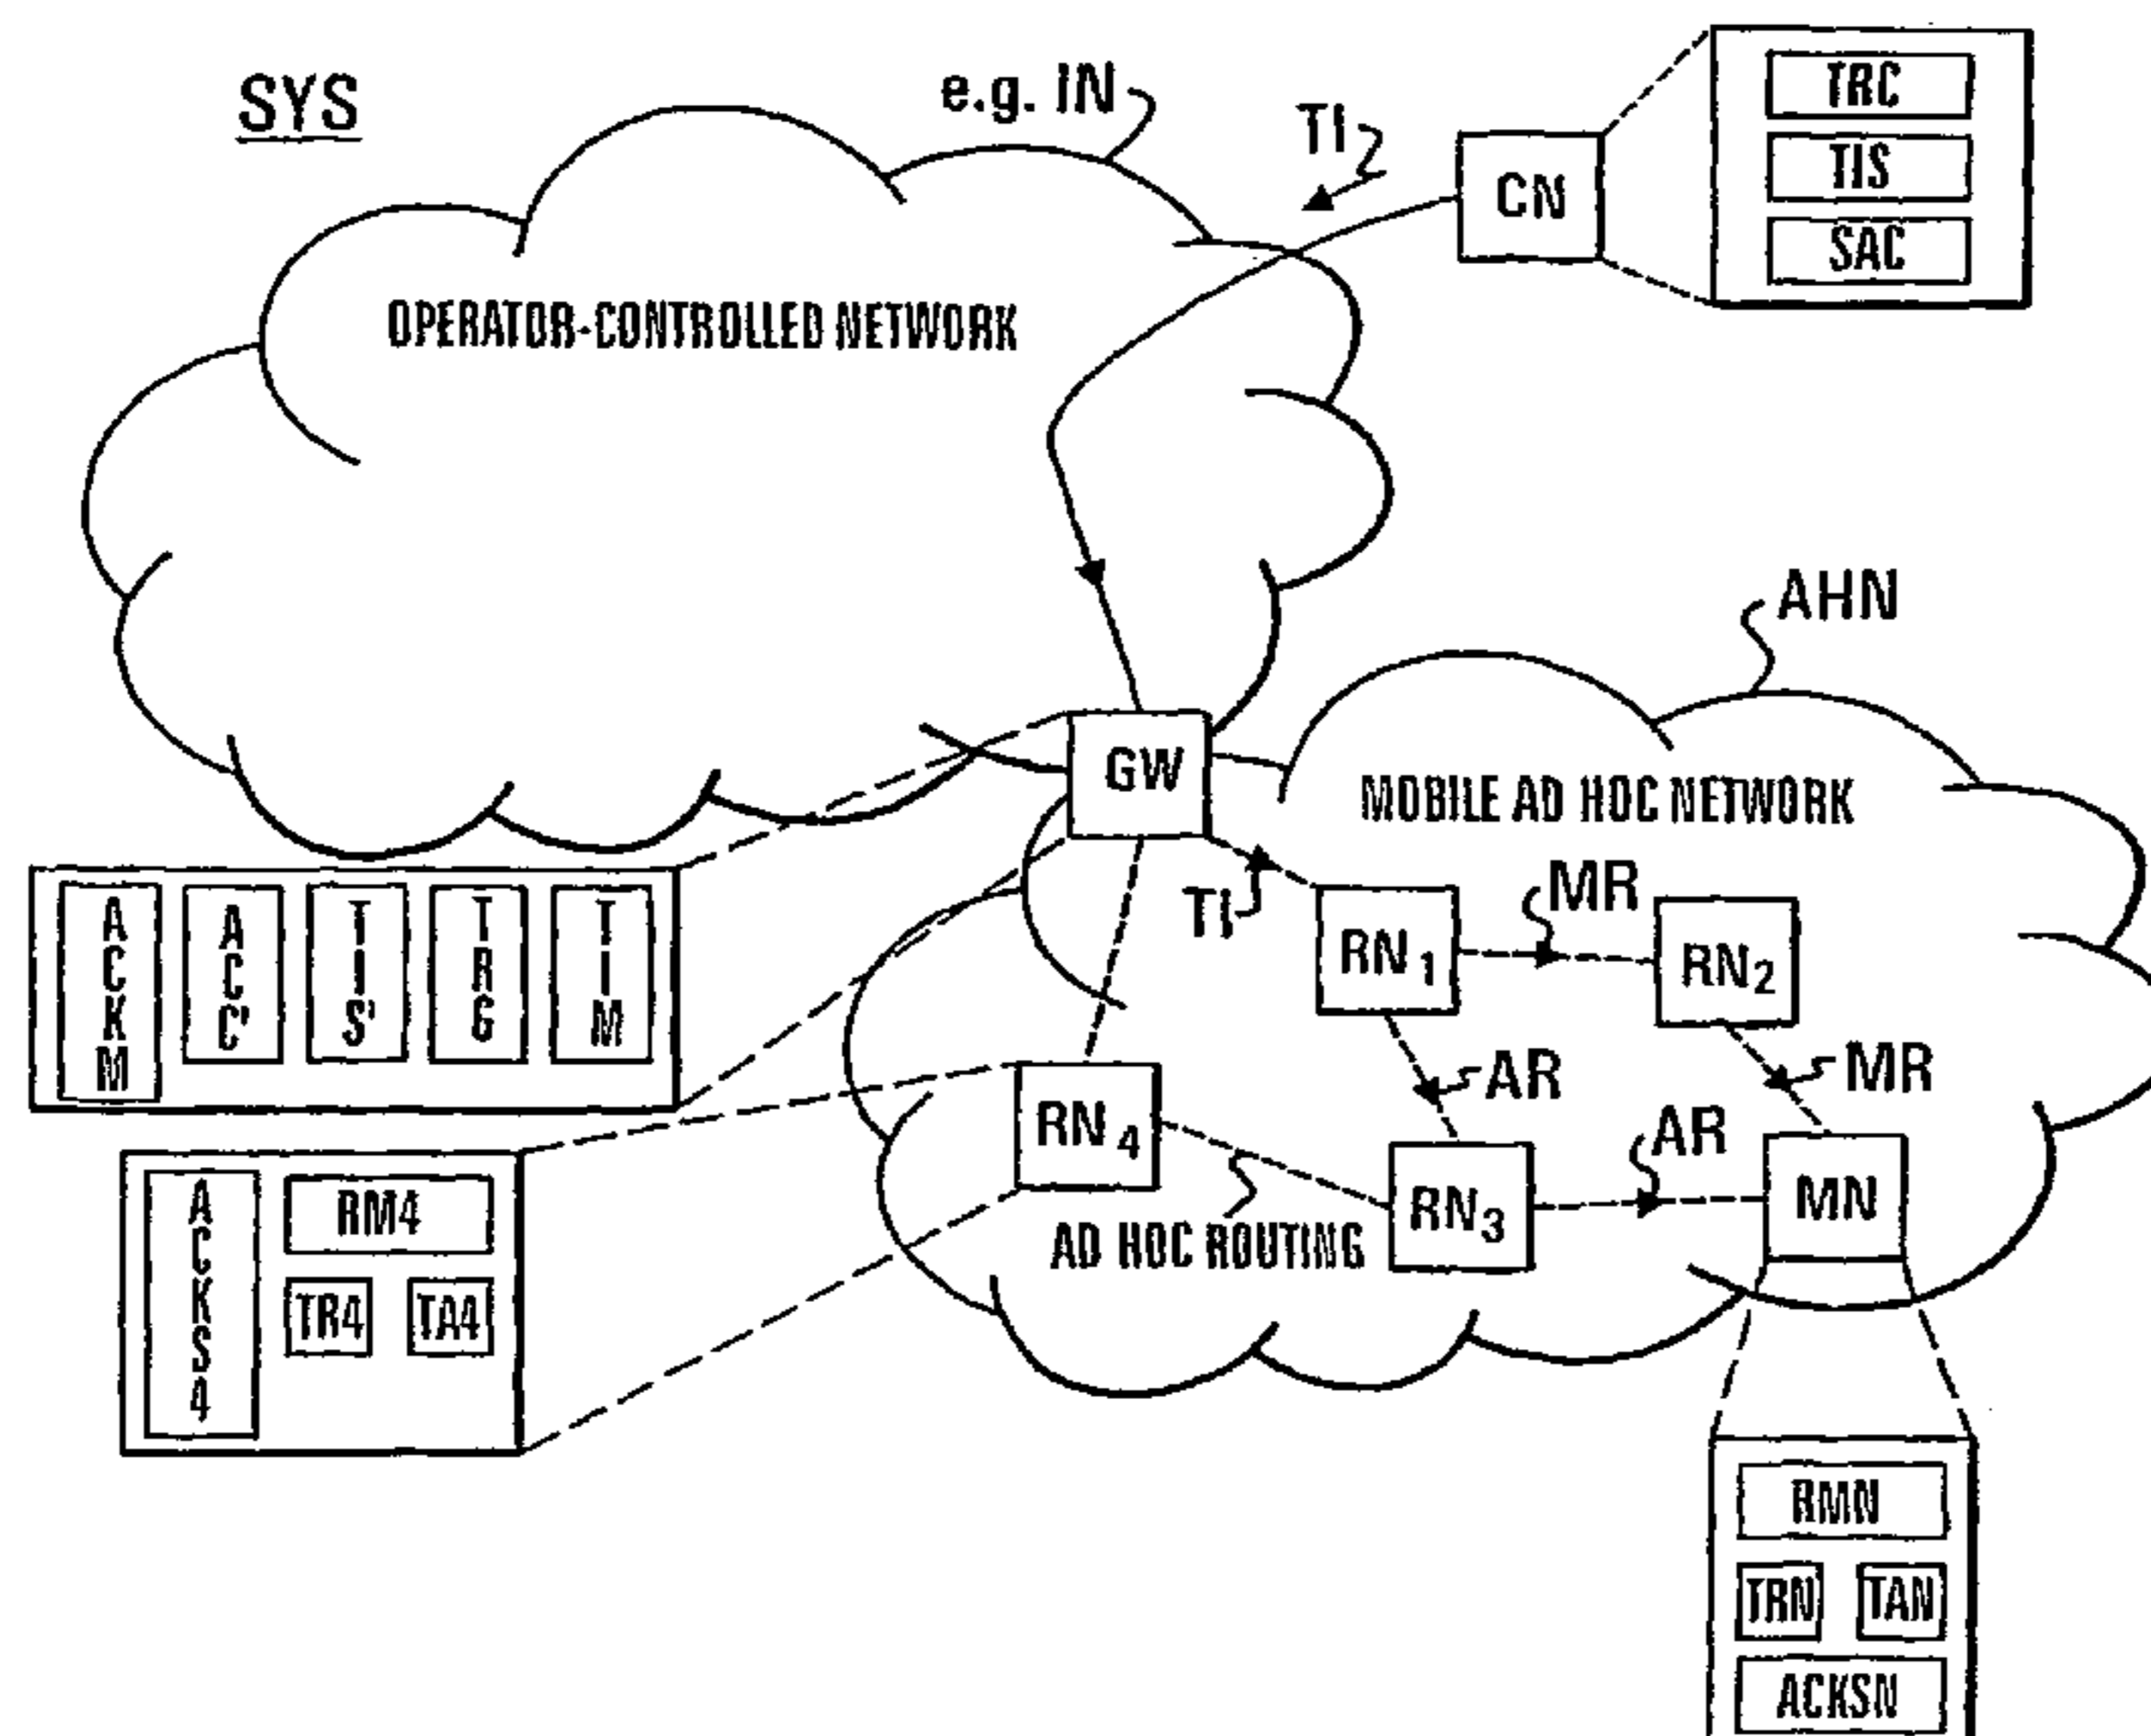 SYS
e.g. IN
TI
CN
TRC
TIS
SAC
OPERATOR-CONTROLLED NETWORK
AHN
GW
MOBILE AD HOC NETWORK
TI
MR
RN1
RN2
ACKM
ACC'
TIS'
TRG
TIM
AR
MR
RN4
AR
RN3
MN
AD HOC ROUTING
ACKS4
RM4
TR4
TA4
RMN
TRN
TAN
ACKSN